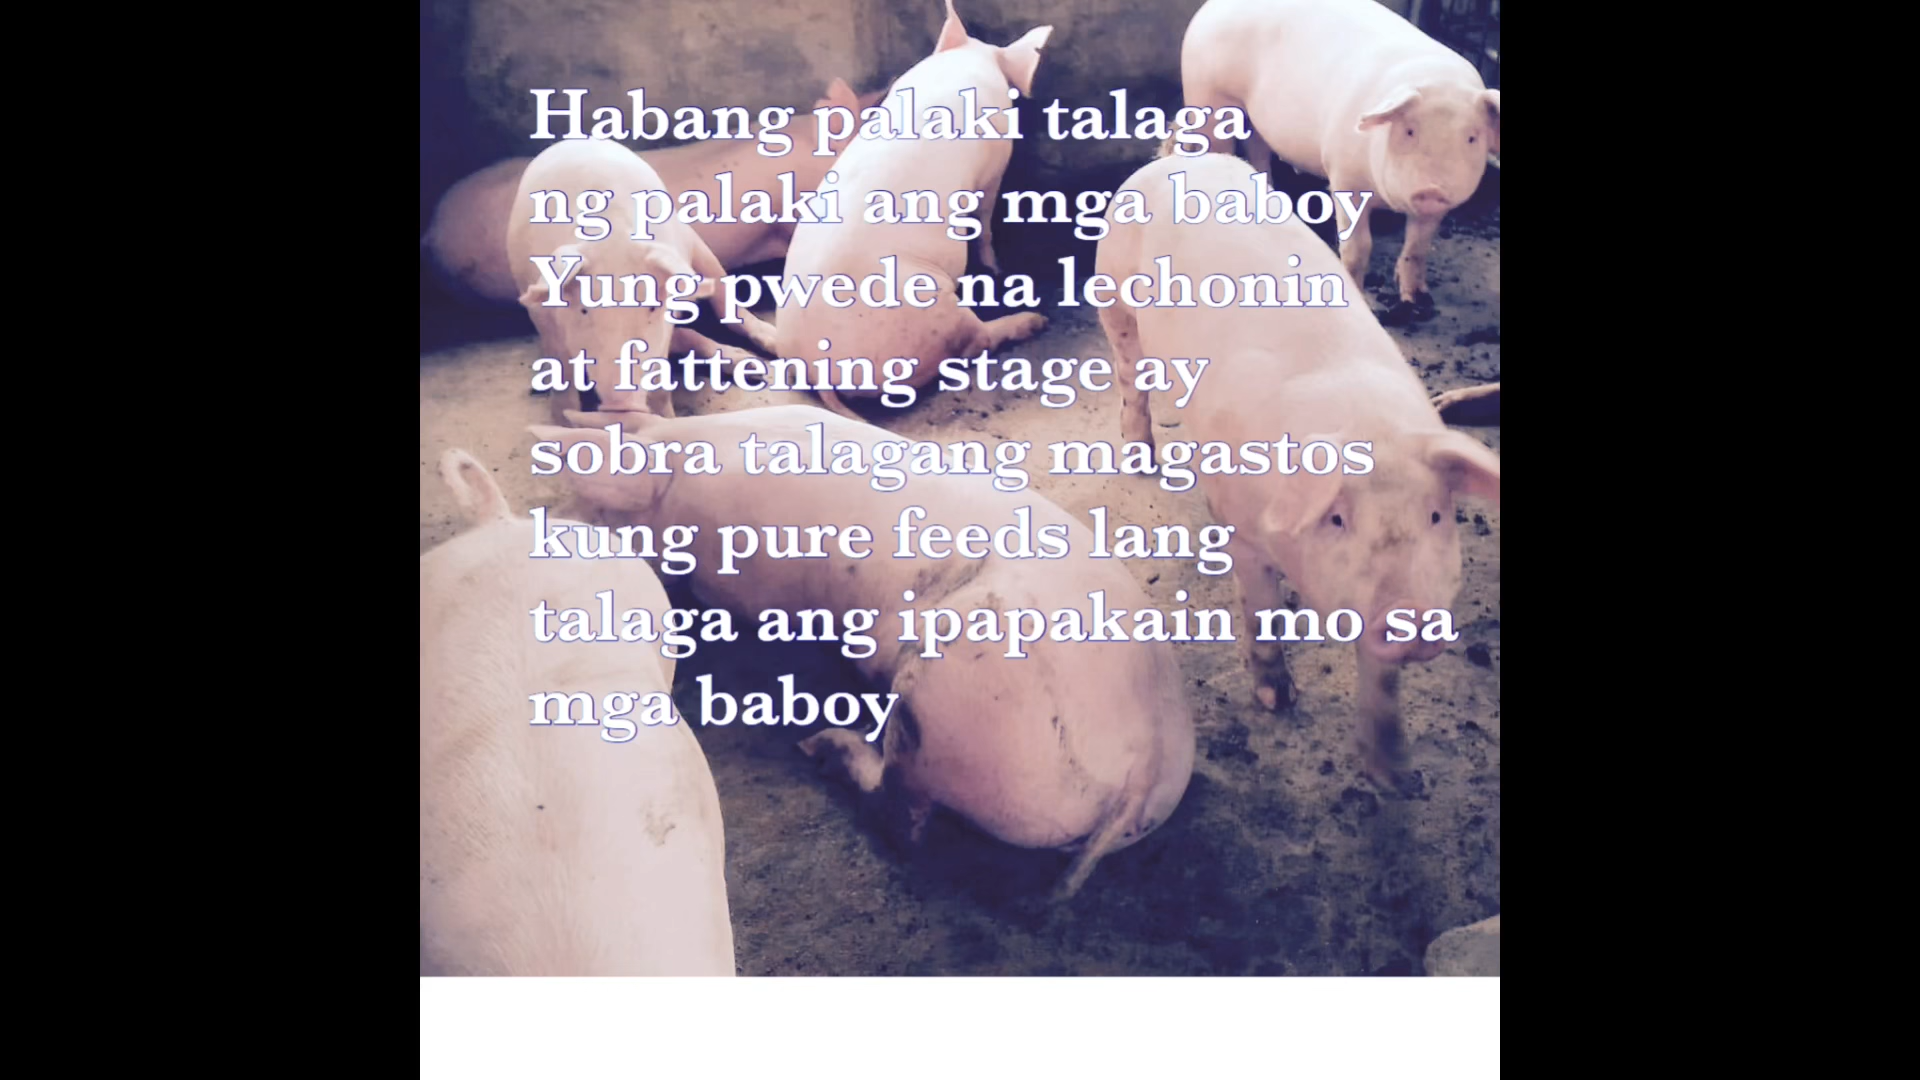 Habang palaki talaga
ng palaki ang mga baboy
Yung pwede na lechonin
at fattening stage ay
sobra talagang magastos
kung pure feeds lang
talaga ang ipapakain mo sa
mga baboy